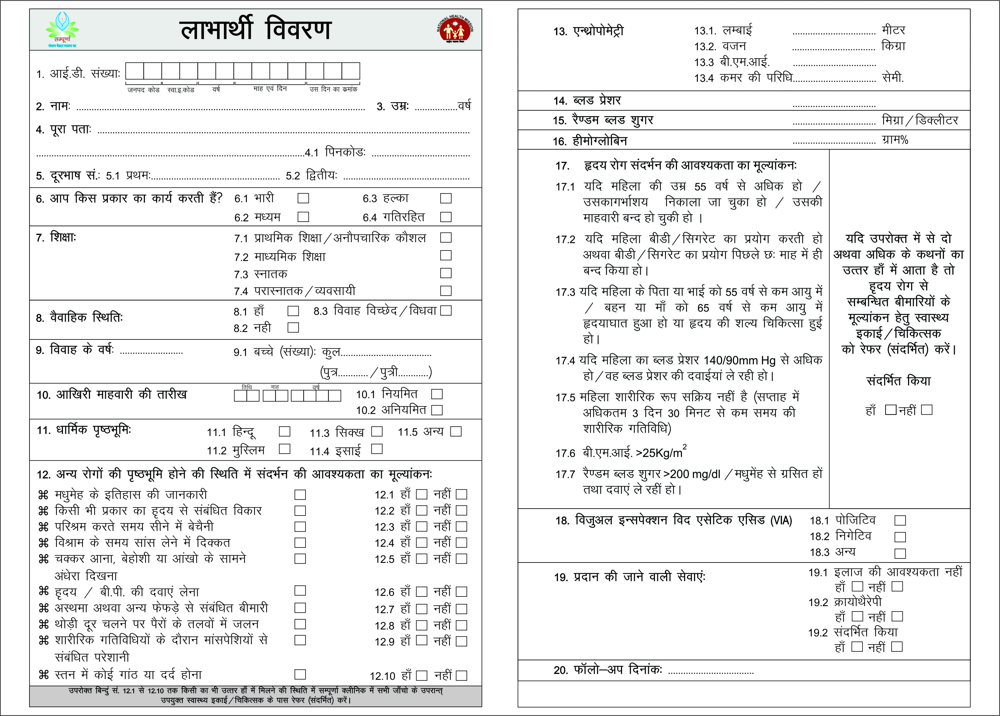 सम्पूर्णा
संकल्प बेहतर स्वास्थ्य का
लाभार्थी विवरण
NATIONAL HEALTH MISSION
राष्ट्रीय स्वास्थ्य मिशन
1. आई.डी. संख्याः
जनपद कोड स्वा.इ.कोड वर्ष माह एवं दिन उस दिन का क्रमांक
2. नामः ........................ 3. उम्रः .................वर्ष
4. पूरा पताः ........................
........................4.1 पिनकोडः ........................
5. दूरभाष सं.: 5.1 प्रथमः........................ 5.2 द्वितीयः ........................
6. आप किस प्रकार का कार्य करती हैं? 6.1 भारी 6.3 हल्का
6.2 मध्यम 6.4 गतिरहित
7. शिक्षाः 7.1 प्राथमिक शिक्षा/अनौपचारिक कौशल
7.2 माध्यमिक शिक्षा
7.3 स्नातक
7.4 परास्नातक/व्यवसायी
8. वैवाहिक स्थितिः 8.1 हाँ 8.3 विवाह विच्छेद/विधवा
8.2 नही
9. विवाह के वर्षः ........................ 9.1 बच्चे (संख्या): कुल........................
(पुत्र............ /पुत्री............)
तिथि माह वर्ष
10. आखिरी माहवारी की तारीख 10.1 नियमित
10.2 अनियमित
11. धार्मिक पृष्ठभूमिः 11.1 हिन्दू 11.3 सिक्ख 11.5 अन्य
11.2 मुस्लिम 11.4 इसाई
12. अन्य रोगों की पृष्ठभूमि होने की स्थिति में संदर्भन की आवश्यकता का मूल्यांकनः
⌘ मधुमेह के इतिहास की जानकारी 12.1 हाँ नहीं
⌘ किसी भी प्रकार का हृदय से संबंधित विकार 12.2 हाँ नहीं
⌘ परिश्रम करते समय सीने में बेचैनी 12.3 हाँ नहीं
⌘ विश्राम के समय सांस लेने में दिक्कत 12.4 हाँ नहीं
⌘ चक्कर आना, बेहोशी या आंखो के सामने 12.5 हाँ नहीं
अंधेरा दिखना
⌘ हृदय / बी.पी. की दवाएं लेना 12.6 हाँ नहीं
⌘ अस्थमा अथवा अन्य फेफड़े से संबंधित बीमारी 12.7 हाँ नहीं
⌘ थोड़ी दूर चलने पर पैरों के तलवों में जलन 12.8 हाँ नहीं
⌘ शारीरिक गतिविधियों के दौरान मांसपेशियों से 12.9 हाँ नहीं
संबंधित परेशानी
⌘ स्तन में कोई गांठ या दर्द होना 12.10 हाँ नहीं
उपरोक्त बिन्दुं सं. 12.1 से 12.10 तक किसी का भी उत्तर हाँ में मिलने की स्थिति में सम्पूर्णा क्लीनिक में सभी जाँचो के उपरान्त्
उपयुक्त स्वास्थ्य इकाई/चिकित्सक के पास रेफर (संदर्भित) करें।
13. एन्थ्रोपोमेट्री 13.1. लम्बाई ........................ मीटर
13.2. वजन ........................ किग्रा
13.3 बी.एम.आई. ........................
13.4 कमर की परिधि........................ सेमी.
14. ब्लड प्रेशर ........................
15. रैण्डम ब्लड शुगर ........................ मिग्रा/डिक्लीटर
16. हीमोग्लोबिन ........................ ग्राम%
17. हृदय रोग संदर्भन की आवश्यकता का मूल्यांकनः
17.1 यदि महिला की उम्र 55 वर्ष से अधिक हो /
उसकागर्भाशय निकाला जा चुका हो / उसकी
माहवारी बन्द हो चुकी हो ।
17.2 यदि महिला बीडी/सिगरेट का प्रयोग करती हो
अथवा बीडी/सिगरेट का प्रयोग पिछले छः माह में ही
बन्द किया हो।
17.3 यदि महिला के पिता या भाई को 55 वर्ष से कम आयु में
/ बहन या माँ को 65 वर्ष से कम आयु में
हृदयाघात हुआ हो या हृदय की शल्य चिकित्सा हुई
हो।
17.4 यदि महिला का ब्लड प्रेशर 140/90mm Hg से अधिक
हो/वह ब्लड प्रेशर की दवाईयां ले रही हो।
17.5 महिला शारीरिक रूप सक्रिय नहीं है (सप्ताह में
अधिकतम 3 दिन 30 मिनट से कम समय की
शारीरिक गतिविधि)
17.6 बी.एम.आई. >25Kg/m²
17.7 रैण्डम ब्लड शुगर >200 mg/dl /मधुमेंह से ग्रसित हों
तथा दवाएं ले रहीं हो।
यदि उपरोक्त में से दो
अथवा अधिक के कथनों का
उत्तर हाँ में आता है तो
हृदय रोग से
सम्बन्धित बीमारियों के
मूल्यांकन हेतु स्वास्थ्य
इकाई/चिकित्सक
को रेफर (संदर्भित) करें।
संदर्भित किया
हाँ नहीं
18. विजुअल इन्सपेक्शन विद एसेटिक एसिड (VIA) 18.1 पोजिटिव
18.2 निगेटिव
18.3 अन्य
19. प्रदान की जाने वाली सेवाएं: 19.1 इलाज की आवश्यकता नहीं
हाँ नहीं
19.2 क्रायोथैरेपी
हाँ नहीं
19.2 संदर्भित किया
हाँ नहीं
20. फॉलो–अप दिनांकः ........................